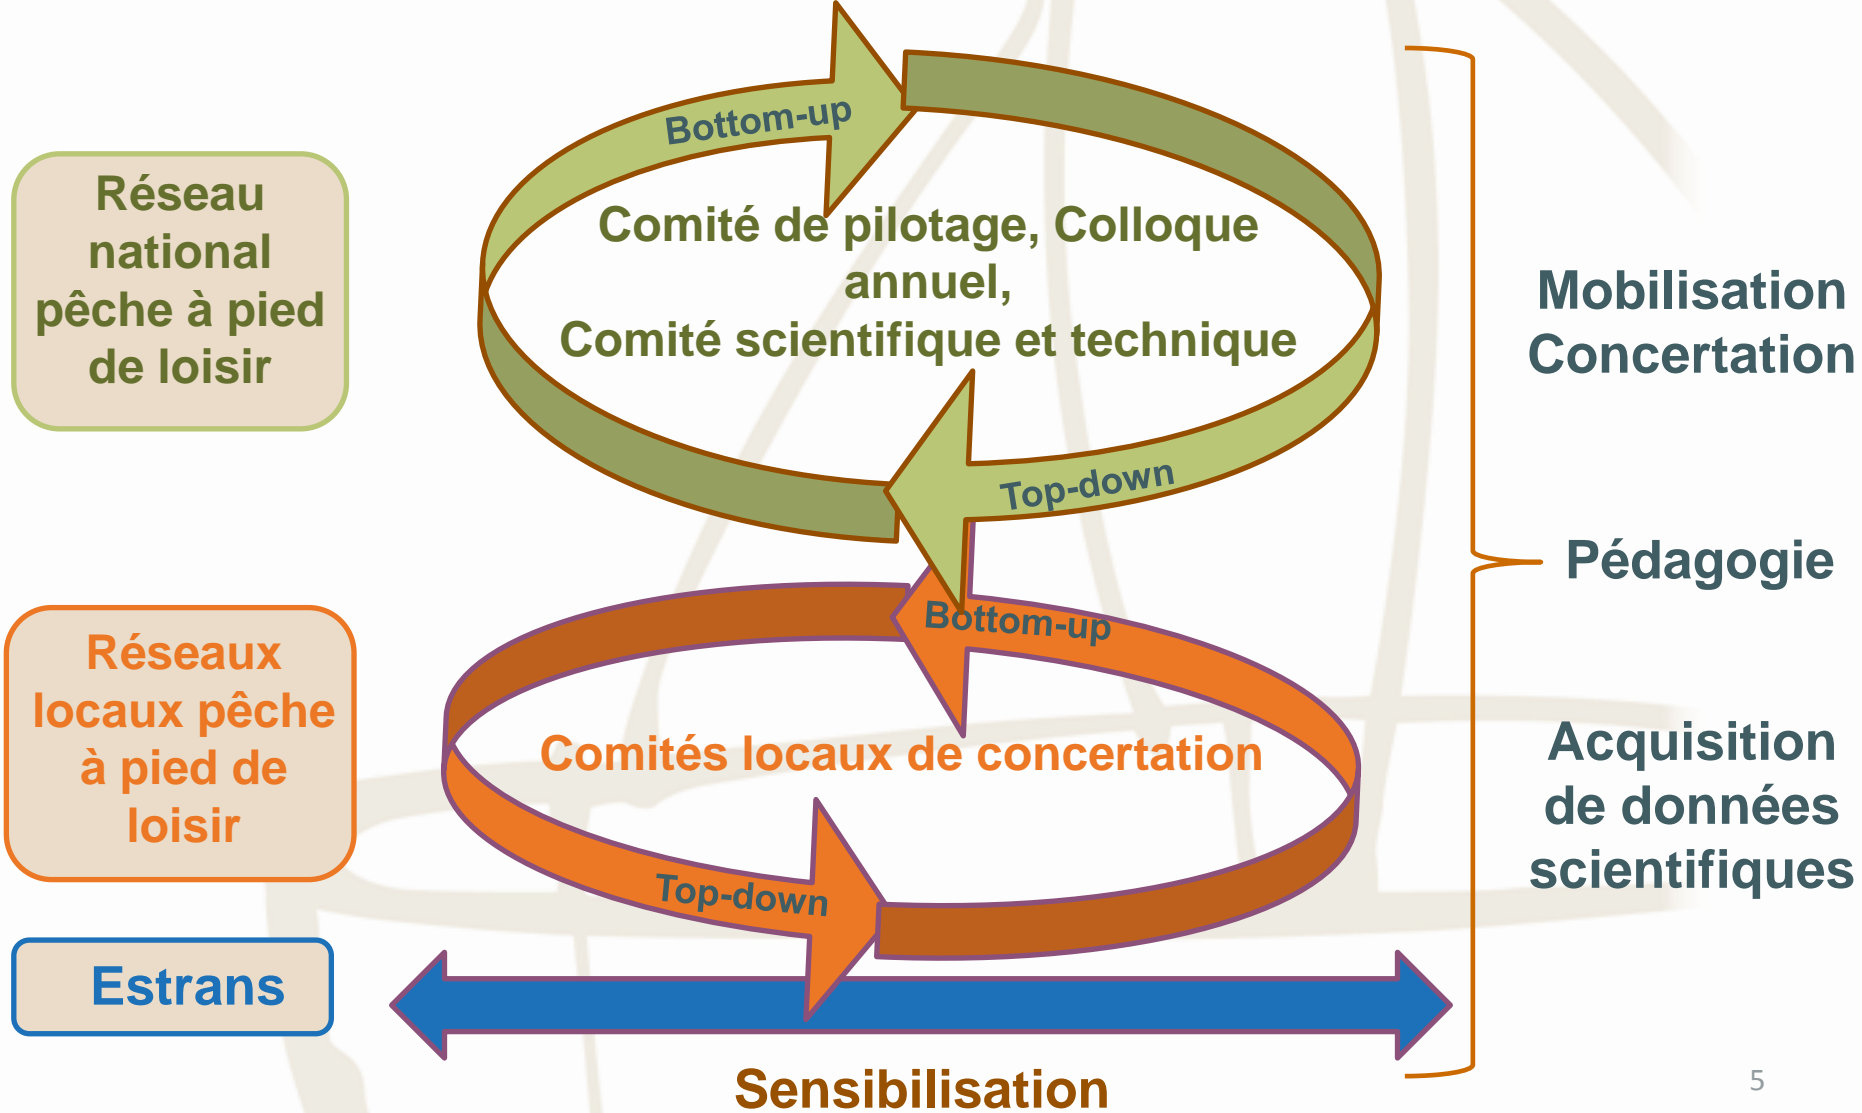 Réseau
national
pêche à pied
de loisir
Bottom-up
Comité de pilotage, Colloque
annuel,
Comité scientifique et technique
Top-down
Mobilisation
Concertation
Pédagogie
Acquisition
de données
scientifiques
Réseaux
locaux pêche
à pied de
loisir
Bottom-up
Comités locaux de concertation
Top-down
Estrans
Sensibilisation
5